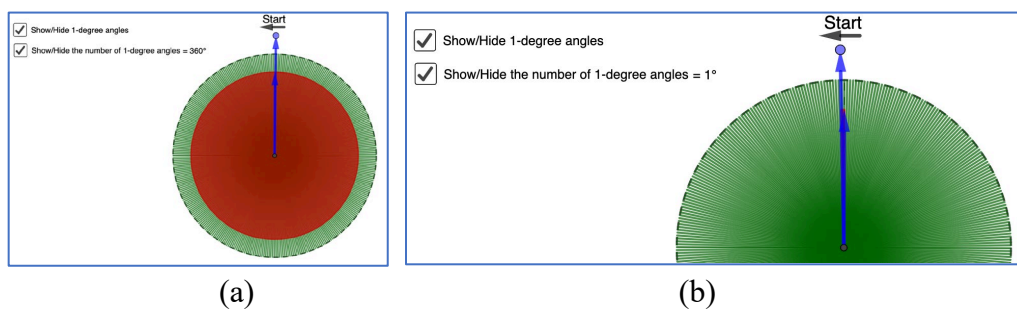 Start
Show/Hide 1-degree angles
Show/Hide the number of 1-degree angles = 360°
(a)
Start
Show/Hide 1-degree angles
Show/Hide the number of 1-degree angles = 1°
(b)